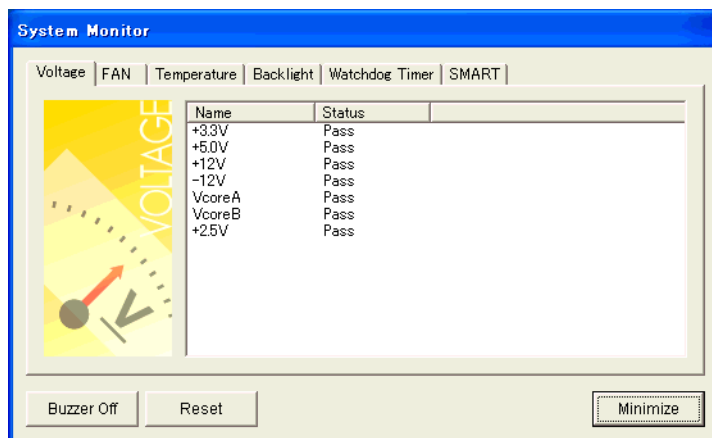 System Monitor
Voltage FAN Temperature Backlight Watchdog Timer SMART
VOLTAGE
Name Status
+3.3V Pass
+5.0V Pass
+12V Pass
-12V Pass
VcoreA Pass
VcoreB Pass
+2.5V Pass
V
Buzzer Off Reset Minimize